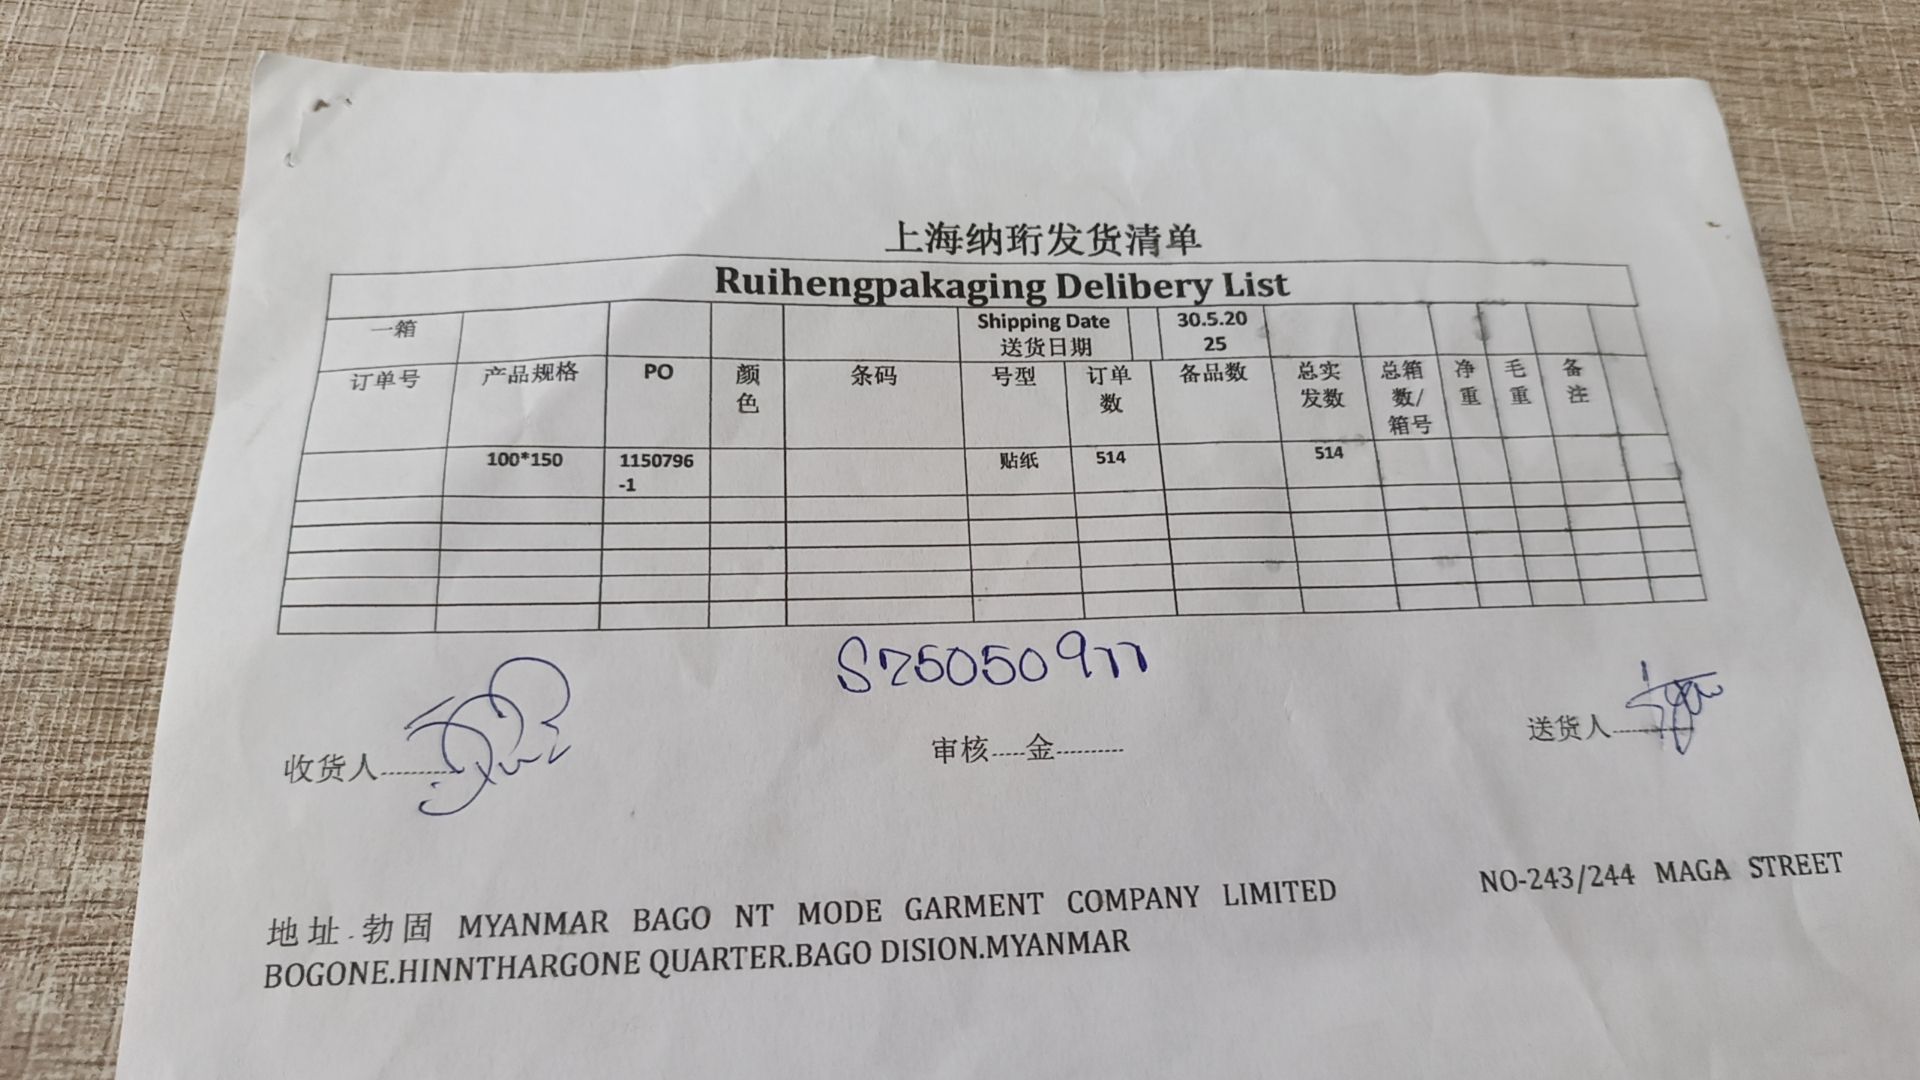 上海纳珩发货清单
Ruihengpakaging Delibery List
一箱 Shipping Date 送货日期 30.5.2025
订单号 产品规格 PO 颜色 条码 号型 订单数 备品数 总实发数 总箱数/箱号 净重 毛重 备注
100*150 1150796-1 贴纸 514 514
收货人 审核.....金........... 送货人
地址.勃固 MYANMAR BAGO NT MODE GARMENT COMPANY LIMITED NO-243/244 MAGA STREET
BOGONE.HINNTHARGONE QUARTER.BAGO DISION.MYANMAR